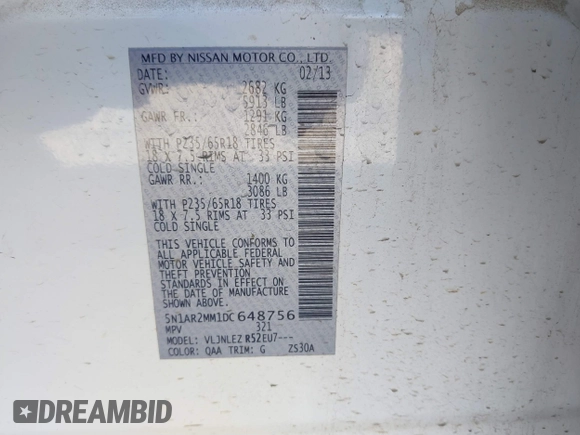 MFD BY NISSAN MOTOR CO., LTD.
DATE: 02/13
GVWR: 2682 KG
5913 LB
GAWR FR.: 1291 KG
2846 LB
WITH P235/65R18 TIRES
18 X 7.5 RIMS AT 33 PSI
COLD SINGLE
GAWR RR.: 1400 KG
3086 LB
WITH P235/65R18 TIRES
18 X 7.5 RIMS AT 33 PSI
COLD SINGLE
THIS VEHICLE CONFORMS TO
ALL APPLICABLE FEDERAL
MOTOR VEHICLE SAFETY AND
THEFT PREVENTION
STANDARDS IN EFFECT ON
THE DATE OF MANUFACTURE
SHOWN ABOVE.
5N1AR2MM1DC648756
MPV 321
MODEL: VLJNLEZ R52EU7---
COLOR: QAA TRIM: G ZS30A
DREAMBID